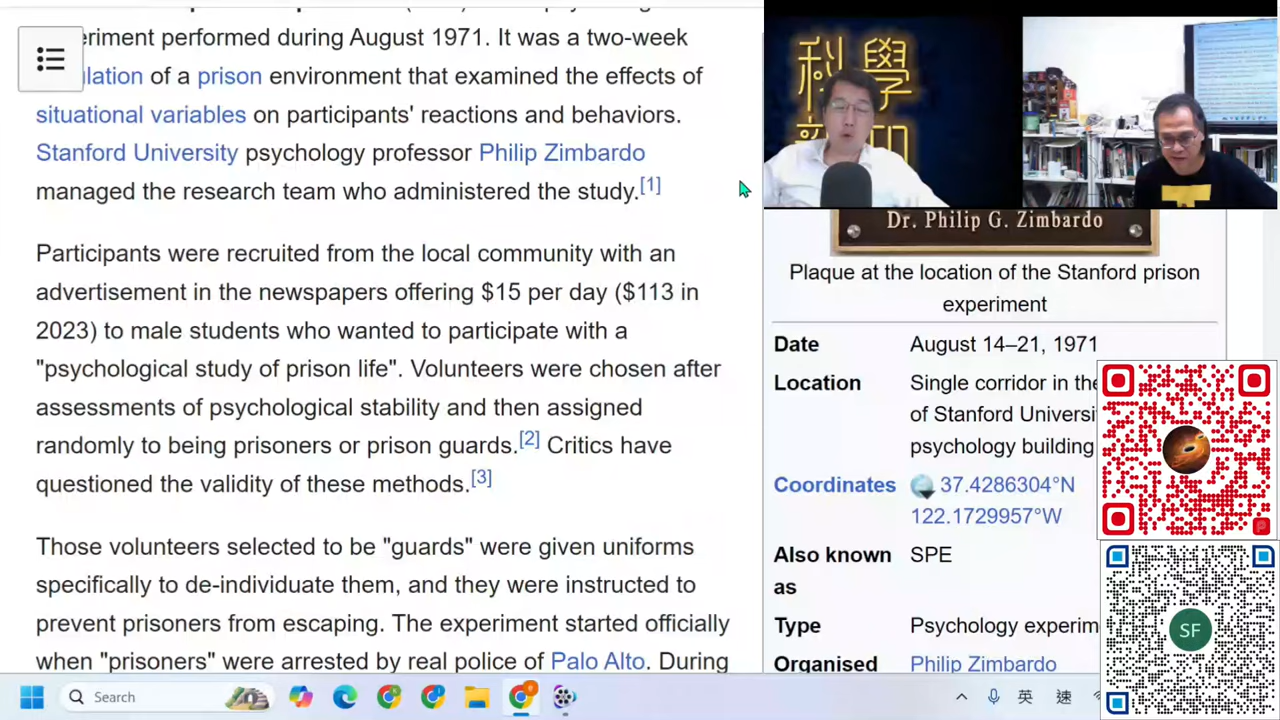 eriment performed during August 1971. It was a two-week
ulation of a prison environment that examined the effects of
situational variables on participants' reactions and behaviors.
Stanford University psychology professor Philip Zimbardo
managed the research team who administered the study.[1]
Participants were recruited from the local community with an
advertisement in the newspapers offering $15 per day ($113 in
2023) to male students who wanted to participate with a
"psychological study of prison life". Volunteers were chosen after
assessments of psychological stability and then assigned
randomly to being prisoners or prison guards.[2] Critics have
questioned the validity of these methods.[3]
Those volunteers selected to be "guards" were given uniforms
specifically to de-individuate them, and they were instructed to
prevent prisoners from escaping. The experiment started officially
when "prisoners" were arrested by real police of Palo Alto. During
科學
Dr. Philip G. Zimbardo
Plaque at the location of the Stanford prison
experiment
Date August 14–21, 1971
Location Single corridor in the
of Stanford Universi
psychology building
Coordinates 37.4286304°N
122.1729957°W
Also known SPE
as
Type Psychology experim
Organised Philip Zimbardo
SF
Search
英 速